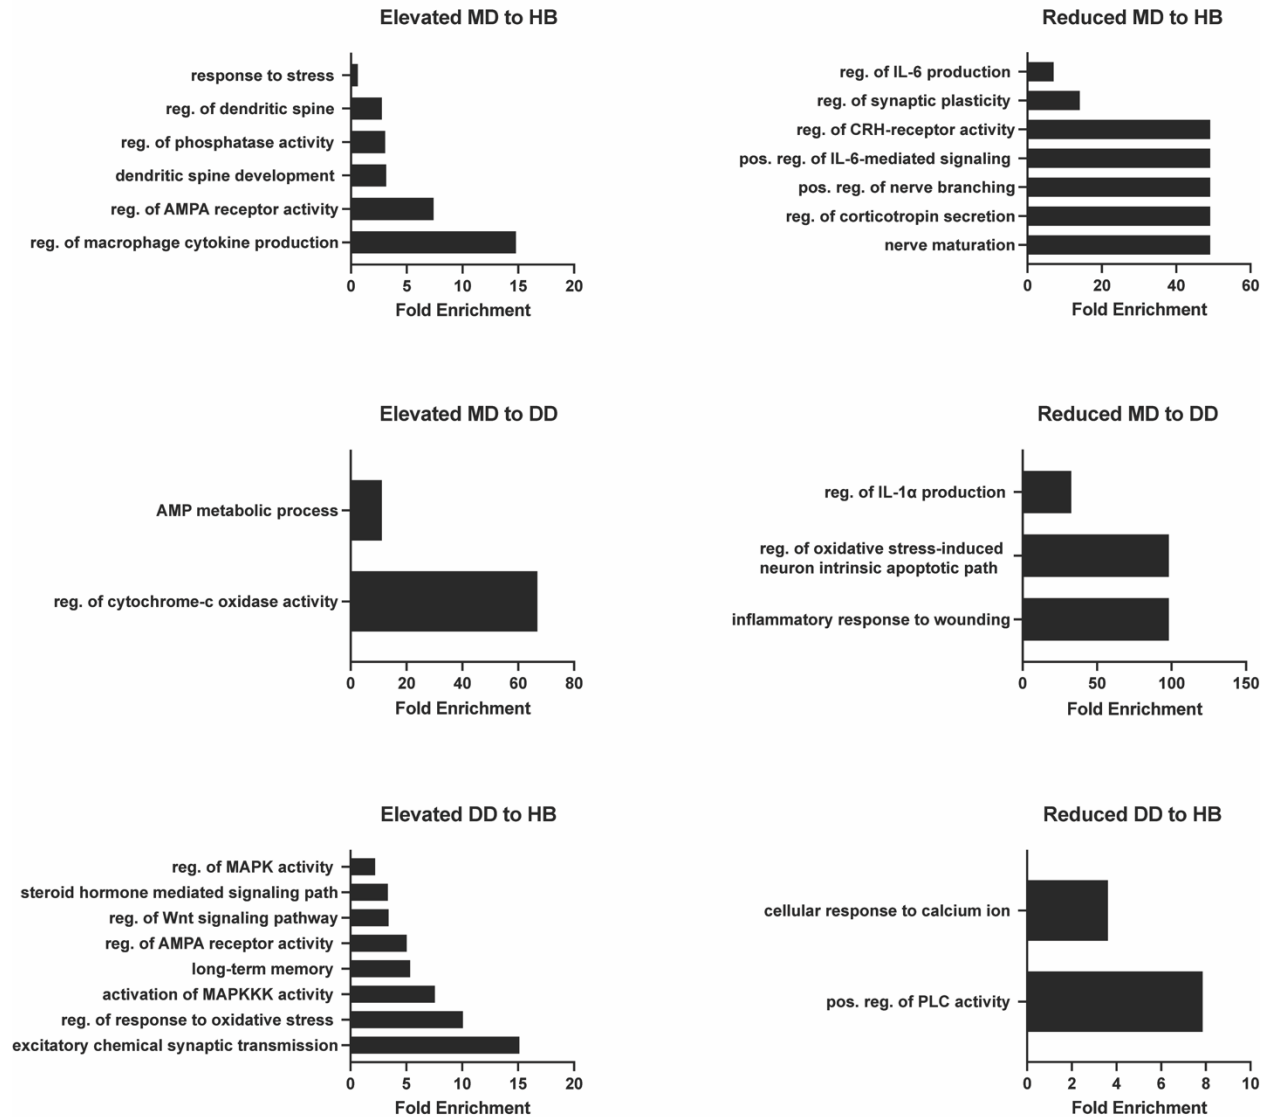 Elevated MD to HB
response to stress
reg. of dendritic spine
reg. of phosphatase activity
dendritic spine development
reg. of AMPA receptor activity
reg. of macrophage cytokine production
0 5 10 15 20
Fold Enrichment
Reduced MD to HB
reg. of IL-6 production
reg. of synaptic plasticity
reg. of CRH-receptor activity
pos. reg. of IL-6-mediated signaling
pos. reg. of nerve branching
reg. of corticotropin secretion
nerve maturation
0 20 40 60
Fold Enrichment
Elevated MD to DD
AMP metabolic process
reg. of cytochrome-c oxidase activity
0 20 40 60 80
Fold Enrichment
Reduced MD to DD
reg. of IL-1α production
reg. of oxidative stress-induced
neuron intrinsic apoptotic path
inflammatory response to wounding
0 50 100 150
Fold Enrichment
Elevated DD to HB
reg. of MAPK activity
steroid hormone mediated signaling path
reg. of Wnt signaling pathway
reg. of AMPA receptor activity
long-term memory
activation of MAPKKK activity
reg. of response to oxidative stress
excitatory chemical synaptic transmission
0 5 10 15 20
Fold Enrichment
Reduced DD to HB
cellular response to calcium ion
pos. reg. of PLC activity
0 2 4 6 8 10
Fold Enrichment